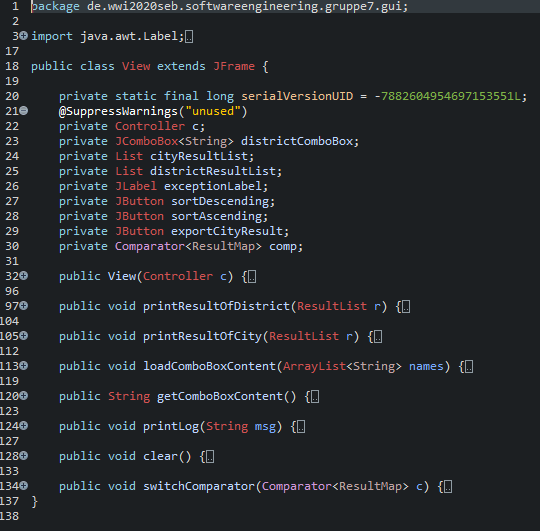 1 package de.wwi2020seb.softwareengineering.gruppe7.gui;
2
3 import java.awt.Label;
17
18 public class View extends JFrame {
19
20 private static final long serialVersionUID = -7882604954697153551L;
21 @SuppressWarnings("unused")
22 private Controller c;
23 private JComboBox<String> districtComboBox;
24 private List cityResultList;
25 private List districtResultList;
26 private JLabel exceptionLabel;
27 private JButton sortDescending;
28 private JButton sortAscending;
29 private JButton exportCityResult;
30 private Comparator<ResultMap> comp;
31
32 public View(Controller c) {
96
97 public void printResultOfDistrict(ResultList r) {
104
105 public void printResultOfCity(ResultList r) {
112
113 public void loadComboBoxContent(ArrayList<String> names) {
119
120 public String getComboBoxContent() {
123
124 public void printLog(String msg) {
127
128 public void clear() {
133
134 public void switchComparator(Comparator<ResultMap> c) {
137 }
138